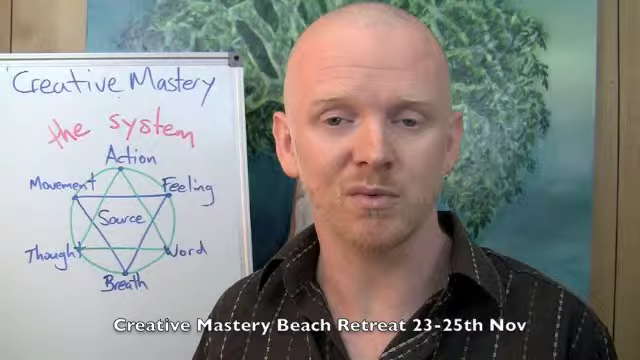 Creative Mastery
the system
Action
Movement
Feeling
Source
Thought
Word
Breath
Creative Mastery Beach Retreat 23-25th Nov